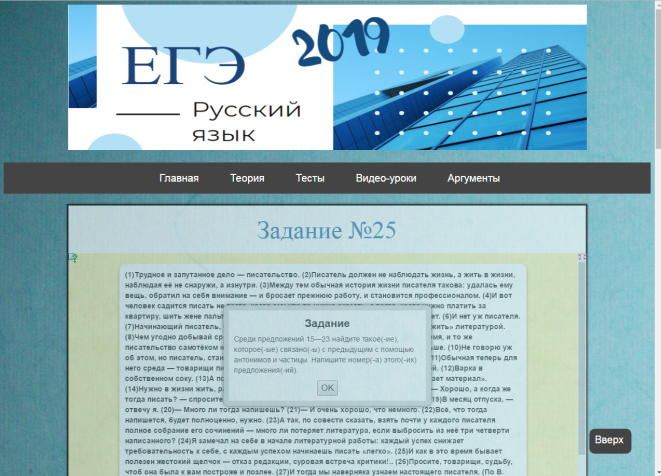 ЕГЭ 2019
Русский
язык
Главная Теория Тесты Видео-уроки Аргументы
Задание №25
(1)Трудное и запутанное дело — писательство. (2)Писатель должен не наблюдать жизнь, а жить в жизни,
наблюдая её не снаружи, а изнутри. (3)Между тем обычная история жизни писателя такова: удалась ему
вещь, обратил на себя внимание — и бросает прежнюю работу, и становится профессионалом. (4)И вот
человек садится писать не
квартиру, шить жене пальт
(7)Начинающий писатель,
(8)Чем угодно добывай ср
писательство самотёком н
об этом, но писатель, стан
него среда — товарищи пи
собственном соку. (13)А по
(14)Нужно в жизни жить, р
тогда писать? — спросите
Задание
Среди предложений 15—23 найдите такое(-ие),
которое(-ые) связано(-ы) с предыдущим с помощью
антонимов и частицы. Напишите номер(-а) этого(-их)
предложения(-ий).
OK
нужно платить за
ет. (6)И нет уж писателя.
жить» литературой.
емя, и то же
ше. (10)Не говорю уж
(11)Обычная теперь для
й. (12)Варка в
ает материал».
— Хорошо, а когда же
19)В месяц отпуска, —
отвечу я. (20)— Много ли тогда напишешь? (21)— И очень хорошо, что немного. (22)Всё, что тогда
напишется, будет полноценно, нужно. (23)А так, по совести сказать, взять почти у каждого писателя
полное собрание его сочинений — много ли потеряет литература, если выбросить из неё три четверти
написанного? (24)Я замечал на себе в начале литературной работы: каждый успех снижает
требовательность к себе, с каждым успехом начинаешь писать «легко». (25)И как в это время бывает
полезен жестокий щелчок — отказ редакции, суровая встреча критики!.. (26)Просите, товарищи, судьбу,
чтоб она была к вам построже и позлее. (27)И тогда мы наверняка узнаем настоящего писателя. (По В.
Вверх